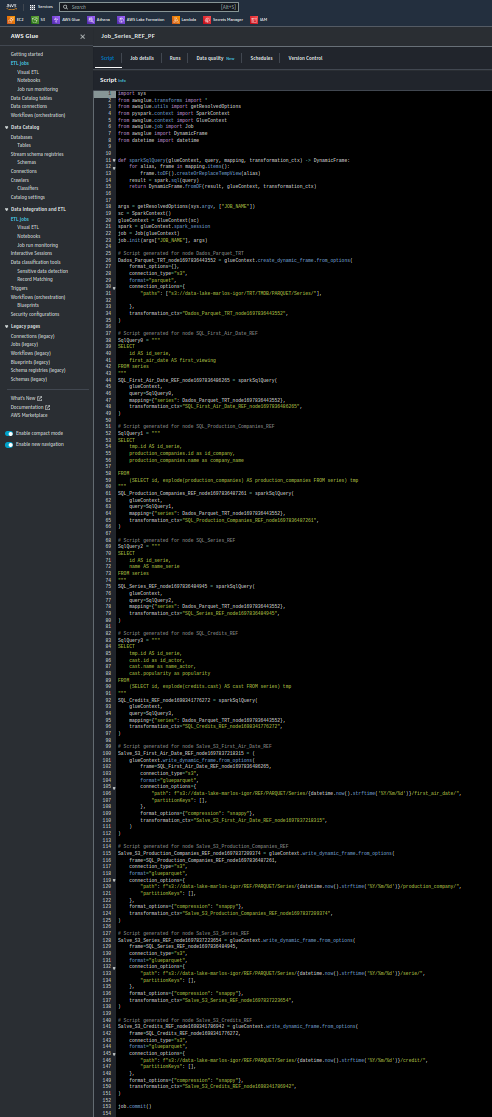 aws
Services
Search
[Alt+S]
EC2
S3
AWS Glue
Athena
AWS Lake Formation
Lambda
Secrets Manager
IAM
AWS Glue
Getting started
ETL jobs
Visual ETL
Notebooks
Job run monitoring
Data Catalog tables
Data connections
Workflows (orchestration)
Data Catalog
Databases
Tables
Stream schema registries
Schemas
Connections
Crawlers
Classifiers
Catalog settings
Data Integration and ETL
ETL jobs
Visual ETL
Notebooks
Job run monitoring
Interactive Sessions
Data classification tools
Sensitive data detection
Record Matching
Triggers
Workflows (orchestration)
Blueprints
Security configurations
Legacy pages
Connections (legacy)
Jobs (legacy)
Workflows (legacy)
Blueprints (legacy)
Schema registries (legacy)
Schemas (legacy)
What's New
Documentation
AWS Marketplace
Enable compact mode
Enable new navigation
Job_Series_REF_PF
Script
Job details
Runs
Data quality New
Schedules
Version Control
Script Info
1 import sys
2 from awsglue.transforms import *
3 from awsglue.utils import getResolvedOptions
4 from pyspark.context import SparkContext
5 from awsglue.context import GlueContext
6 from awsglue.job import Job
7 from awsglue import DynamicFrame
8 from datetime import datetime
9
10
11 def sparkSqlQuery(glueContext, query, mapping, transformation_ctx) -> DynamicFrame:
12 for alias, frame in mapping.items():
13 frame.toDF().createOrReplaceTempView(alias)
14 result = spark.sql(query)
15 return DynamicFrame.fromDF(result, glueContext, transformation_ctx)
16
17
18 args = getResolvedOptions(sys.argv, ["JOB_NAME"])
19 sc = SparkContext()
20 glueContext = GlueContext(sc)
21 spark = glueContext.spark_session
22 job = Job(glueContext)
23 job.init(args["JOB_NAME"], args)
24
25 # Script generated for node Dados_Parquet_TRT
26 Dados_Parquet_TRT_node1697836443552 = glueContext.create_dynamic_frame.from_options(
27 format_options={},
28 connection_type="s3",
29 format="parquet",
30 connection_options={
31 "paths": ["s3://data-lake-marlos-igor/TRT/TMDB/PARQUET/Series/"],
32
33 },
34 transformation_ctx="Dados_Parquet_TRT_node1697836443552",
35 )
36
37 # Script generated for node SQL_First_Air_Date_REF
38 SqlQuery0 = """
39 SELECT
40 id AS id_serie,
41 first_air_date AS first_viewing
42 FROM series
43 """
44 SQL_First_Air_Date_REF_node1697836486265 = sparkSqlQuery(
45 glueContext,
46 query=SqlQuery0,
47 mapping={"series": Dados_Parquet_TRT_node1697836443552},
48 transformation_ctx="SQL_First_Air_Date_REF_node1697836486265",
49 )
50
51 # Script generated for node SQL_Production_Companies_REF
52 SqlQuery1 = """
53 SELECT
54 tmp.id AS id_serie,
55 production_companies.id as id_company,
56 production_companies.name as company_name
57
58 FROM
59 (SELECT id, explode(production_companies) AS production_companies FROM series) tmp
60 """
61 SQL_Production_Companies_REF_node1697836487261 = sparkSqlQuery(
62 glueContext,
63 query=SqlQuery1,
64 mapping={"series": Dados_Parquet_TRT_node1697836443552},
65 transformation_ctx="SQL_Production_Companies_REF_node1697836487261",
66 )
67
68 # Script generated for node SQL_Series_REF
69 SqlQuery2 = """
70 SELECT
71 id AS id_serie,
72 name AS name_serie
73 FROM series
74 """
75 SQL_Series_REF_node1697836484945 = sparkSqlQuery(
76 glueContext,
77 query=SqlQuery2,
78 mapping={"series": Dados_Parquet_TRT_node1697836443552},
79 transformation_ctx="SQL_Series_REF_node1697836484945",
80 )
81
82 # Script generated for node SQL_Credits_REF
83 SqlQuery3 = """
84 SELECT
85 tmp.id AS id_serie,
86 cast.id as id_actor,
87 cast.name as name_actor,
88 cast.popularity as popularity
89 FROM
90 (SELECT id, explode(credits.cast) AS cast FROM series) tmp
91 """
92 SQL_Credits_REF_node1698341776272 = sparkSqlQuery(
93 glueContext,
94 query=SqlQuery3,
95 mapping={"series": Dados_Parquet_TRT_node1697836443552},
96 transformation_ctx="SQL_Credits_REF_node1698341776272",
97 )
98
99 # Script generated for node Salve_S3_First_Air_Date_REF
100 Salve_S3_First_Air_Date_REF_node1697837218315 = (
101 glueContext.write_dynamic_frame.from_options(
102 frame=SQL_First_Air_Date_REF_node1697836486265,
103 connection_type="s3",
104 format="glueparquet",
105 connection_options={
106 "path": f"s3://data-lake-marlos-igor/REF/PARQUET/Series/{datetime.now().strftime('%Y/%m/%d')}/first_air_date/",
107 "partitionKeys": [],
108 },
109 format_options={"compression": "snappy"},
110 transformation_ctx="Salve_S3_First_Air_Date_REF_node1697837218315",
111 )
112 )
113
114 # Script generated for node Salve_S3_Production_Companies_REF
115 Salve_S3_Production_Companies_REF_node1697837209374 = glueContext.write_dynamic_frame.from_options(
116 frame=SQL_Production_Companies_REF_node1697836487261,
117 connection_type="s3",
118 format="glueparquet",
119 connection_options={
120 "path": f"s3://data-lake-marlos-igor/REF/PARQUET/Series/{datetime.now().strftime('%Y/%m/%d')}/production_company/",
121 "partitionKeys": [],
122 },
123 format_options={"compression": "snappy"},
124 transformation_ctx="Salve_S3_Production_Companies_REF_node1697837209374",
125 )
126
127 # Script generated for node Salve_S3_Series_REF
128 Salve_S3_Series_REF_node1697837223654 = glueContext.write_dynamic_frame.from_options(
129 frame=SQL_Series_REF_node1697836484945,
130 connection_type="s3",
131 format="glueparquet",
132 connection_options={
133 "path": f"s3://data-lake-marlos-igor/REF/PARQUET/Series/{datetime.now().strftime('%Y/%m/%d')}/serie/",
134 "partitionKeys": [],
135 },
136 format_options={"compression": "snappy"},
137 transformation_ctx="Salve_S3_Series_REF_node1697837223654",
138 )
139
140 # Script generated for node Salve_S3_Credits_REF
141 Salve_S3_Credits_REF_node1698341786942 = glueContext.write_dynamic_frame.from_options(
142 frame=SQL_Credits_REF_node1698341776272,
143 connection_type="s3",
144 format="glueparquet",
145 connection_options={
146 "path": f"s3://data-lake-marlos-igor/REF/PARQUET/Series/{datetime.now().strftime('%Y/%m/%d')}/credit/",
147 "partitionKeys": [],
148 },
149 format_options={"compression": "snappy"},
150 transformation_ctx="Salve_S3_Credits_REF_node1698341786942",
151 )
152
153 job.commit()
154